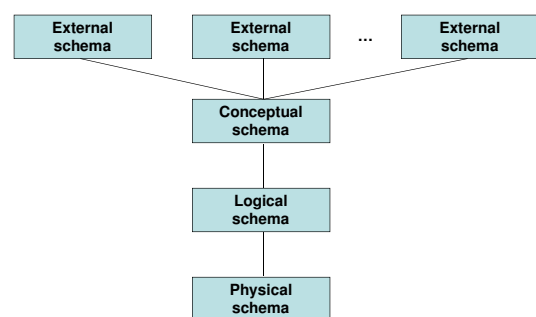 External
schema
External
schema
...
External
schema
Conceptual
schema
Logical
schema
Physical
schema